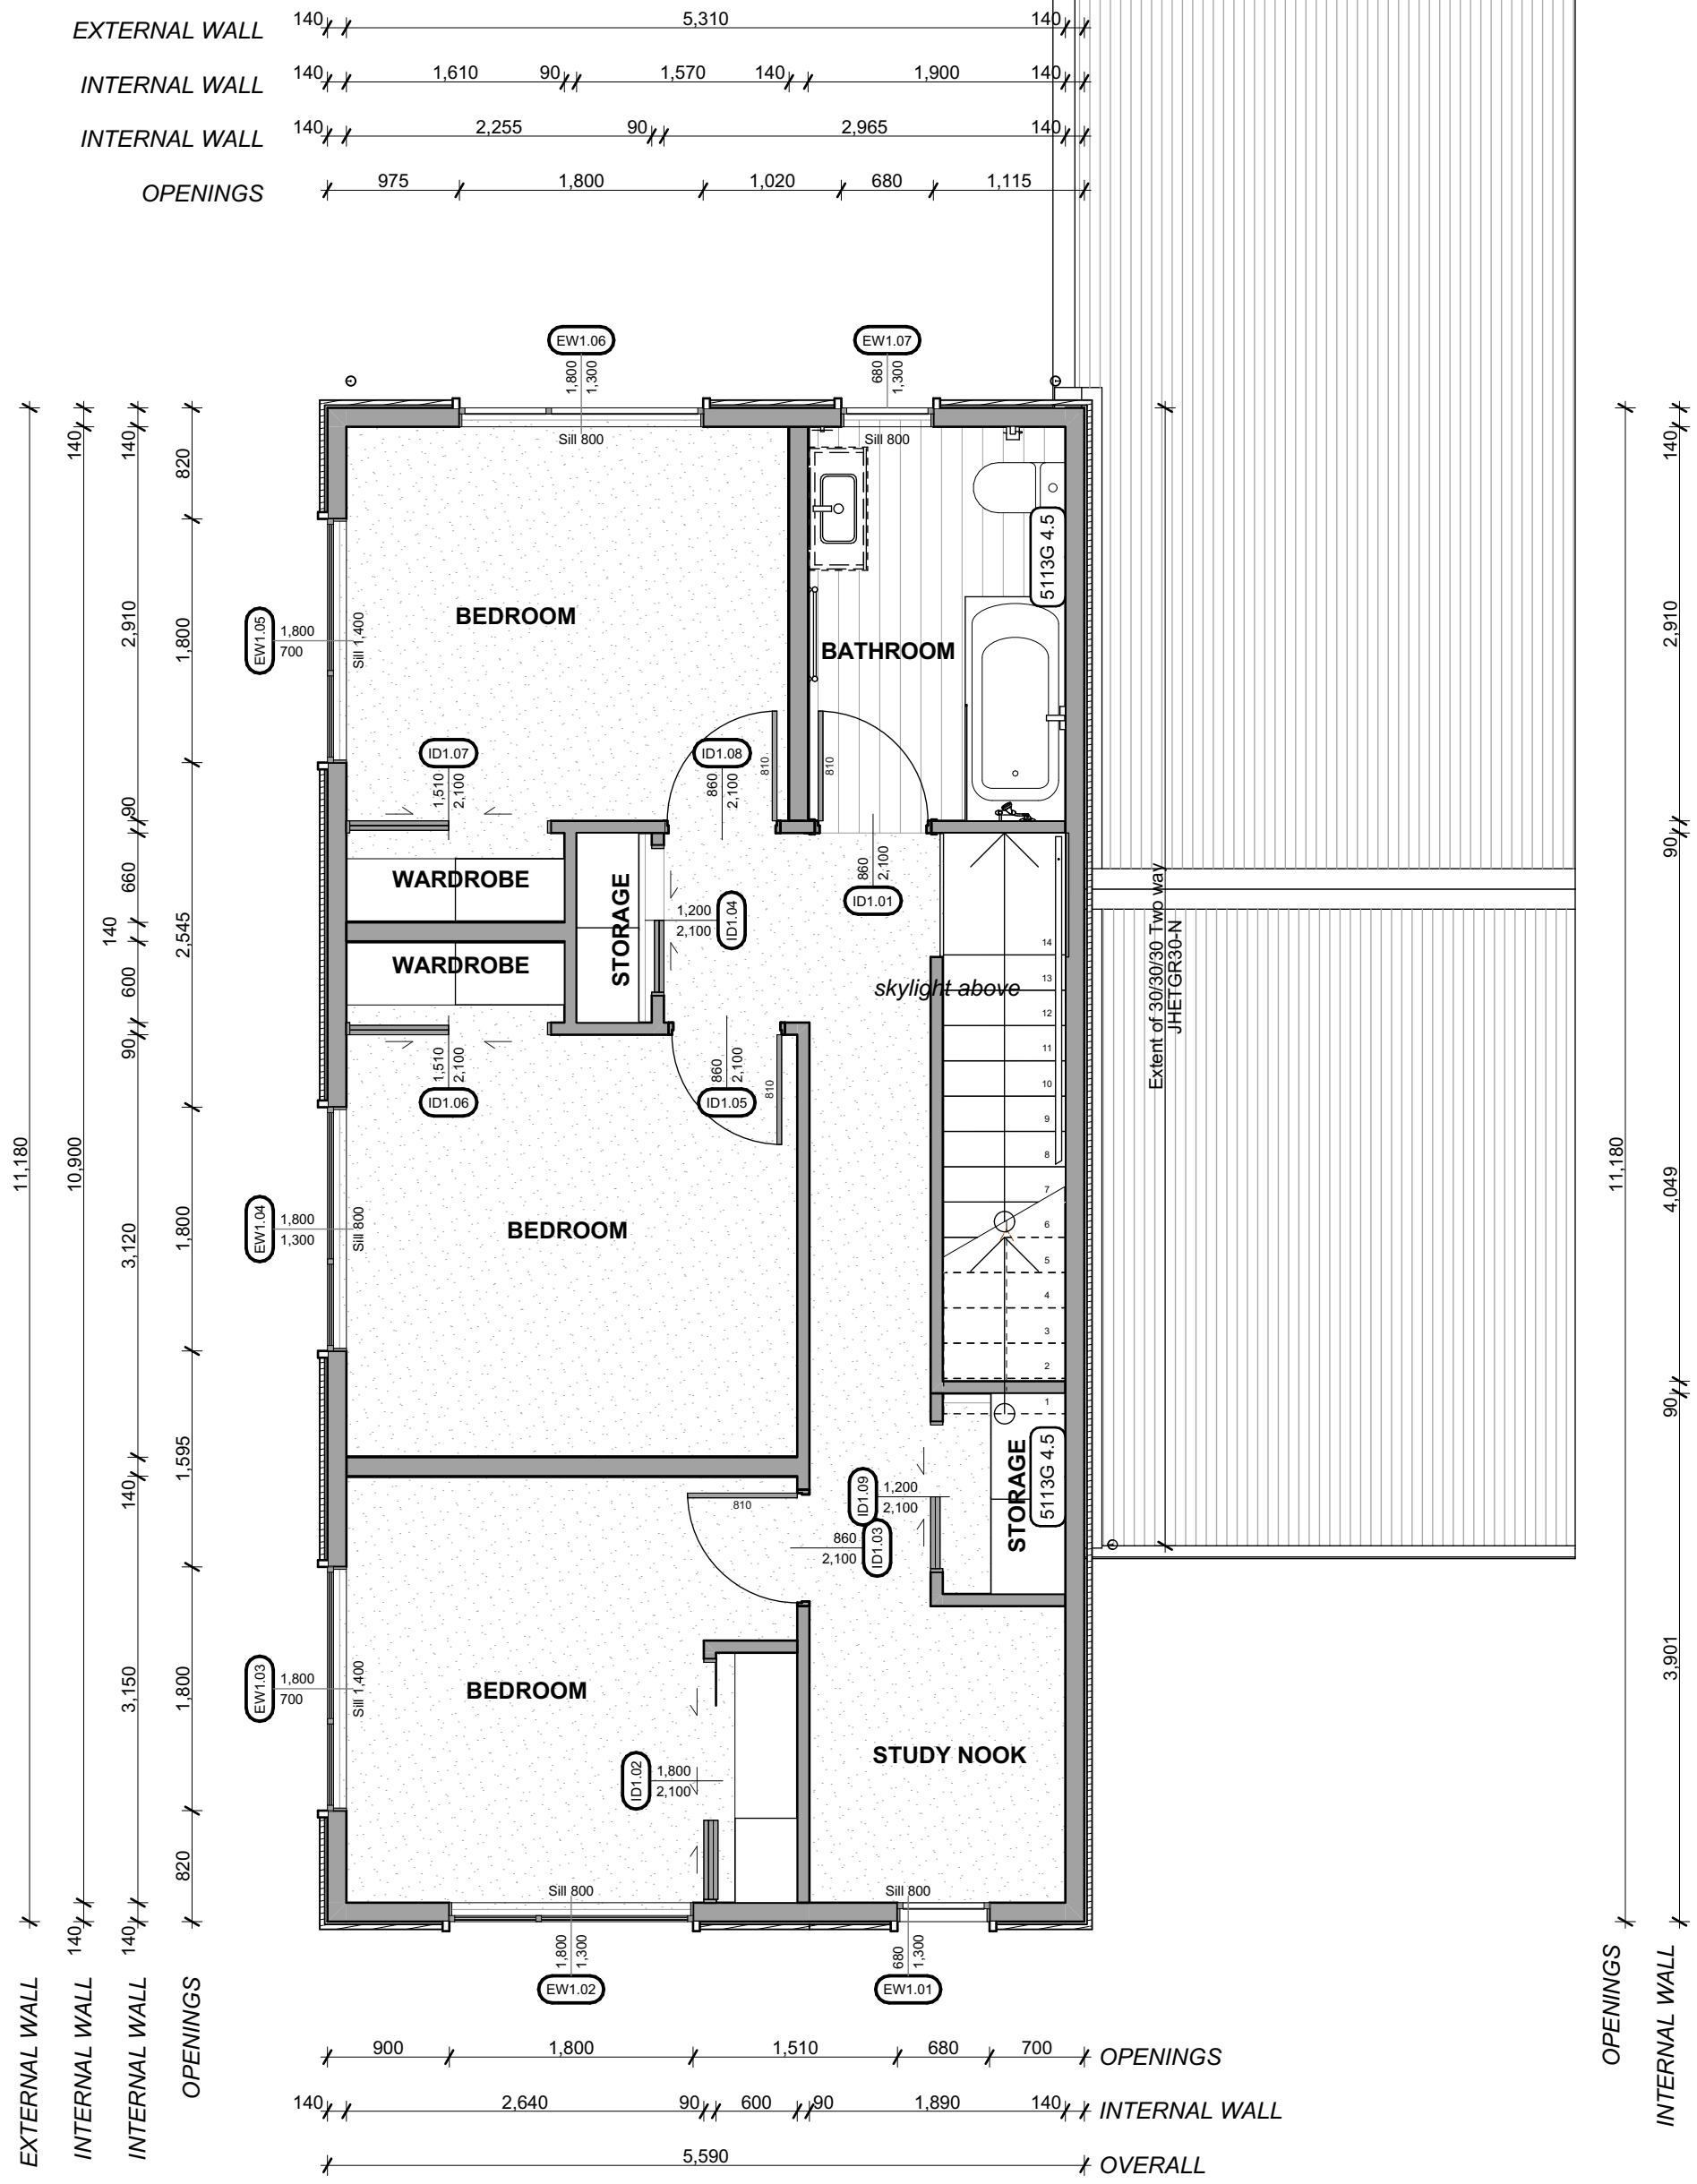 EXTERNAL WALL 140 5,310 140
INTERNAL WALL 140 1,610 90 1,570 140 1,900 140
INTERNAL WALL 140 2,255 90 2,965 140
OPENINGS 975 1,800 1,020 680 1,115
EW1.06
1,800
1,300
Sill 800
EW1.07
680
1,300
Sill 800
EW1.05
1,800
700
Sill 1,400
BEDROOM
BATHROOM
5113G 4.5
ID1.07
1,510
2,100
ID1.08
860
2,100
810
810
860
2,100
ID1.01
WARDROBE
WARDROBE
STORAGE
1,200
2,100
ID1.04
skylight above
14
13
12
11
10
9
8
7
6
5
4
3
2
1
1,510
2,100
ID1.06
860
2,100
ID1.05
810
Extent of 30/30/30 Two way
JHETGR30-N
EW1.04
1,800
1,300
Sill 800
BEDROOM
810
ID1.09
1,200
2,100
860
2,100
ID1.03
STORAGE
5113G 4.5
EW1.03
1,800
700
Sill 1,400
BEDROOM
ID1.02
1,800
2,100
STUDY NOOK
Sill 800
1,800
1,300
EW1.02
Sill 800
680
1,300
EW1.01
11,180
EXTERNAL WALL
140
10,900
140
INTERNAL WALL
140
2,910
90
660
140
600
90
3,120
140
3,150
140
INTERNAL WALL
820
1,800
2,545
1,800
1,595
1,800
820
OPENINGS
11,180
OPENINGS
140
2,910
90
4,049
90
3,901
INTERNAL WALL
900 1,800 1,510 680 700 OPENINGS
140 2,640 90 600 90 1,890 140 INTERNAL WALL
5,590 OVERALL